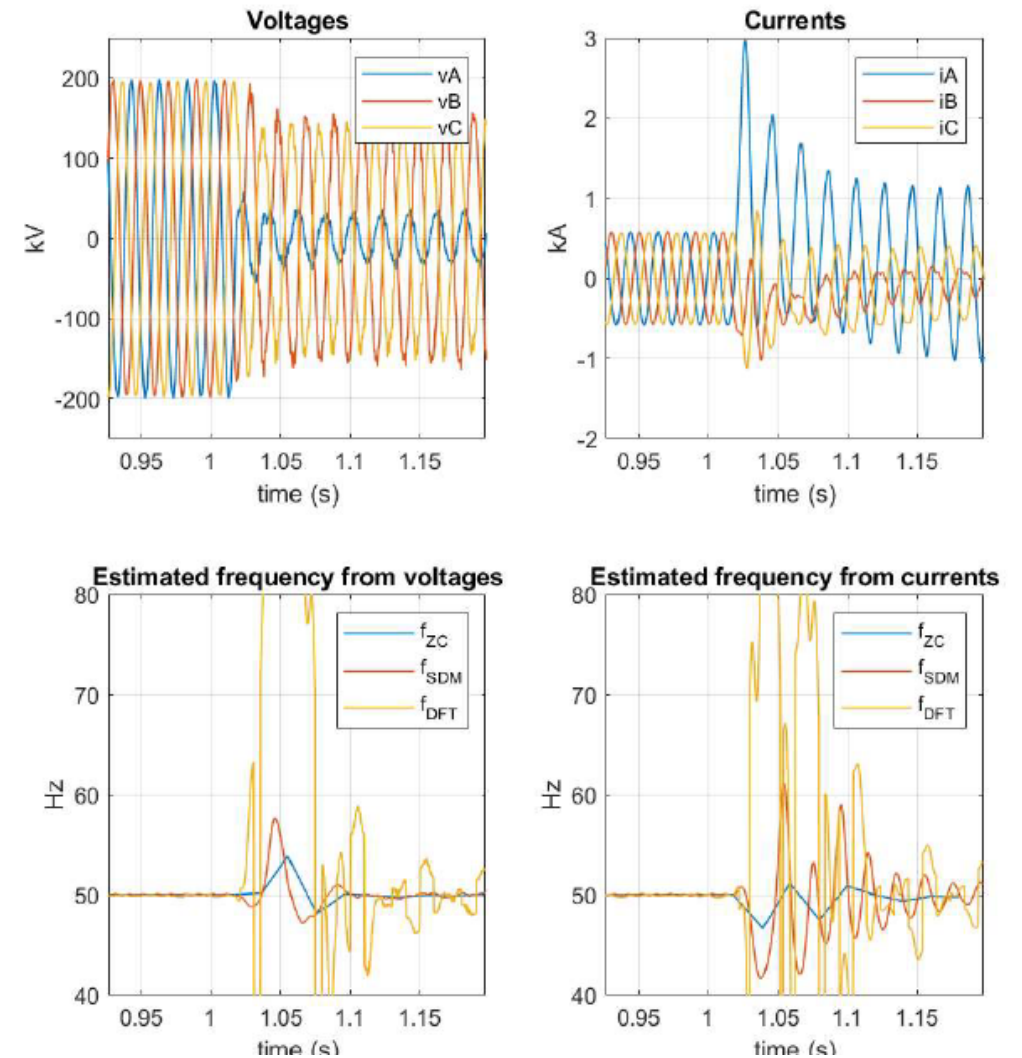 Voltages
200
100
0
-100
-200
kV
0.95
1
1.05
1.1
1.15
time (s)
vA
vB
vC
Currents
3
2
1
0
-1
-2
kA
0.95
1
1.05
1.1
1.15
time (s)
iA
iB
iC
Estimated frequency from voltages
80
70
60
50
40
Hz
0.95
1
1.05
1.1
1.15
time (s)
fZC
fSDM
fDFT
Estimated frequency from currents
80
70
60
50
40
Hz
0.95
1
1.05
1.1
1.15
time (s)
fZC
fSDM
fDFT